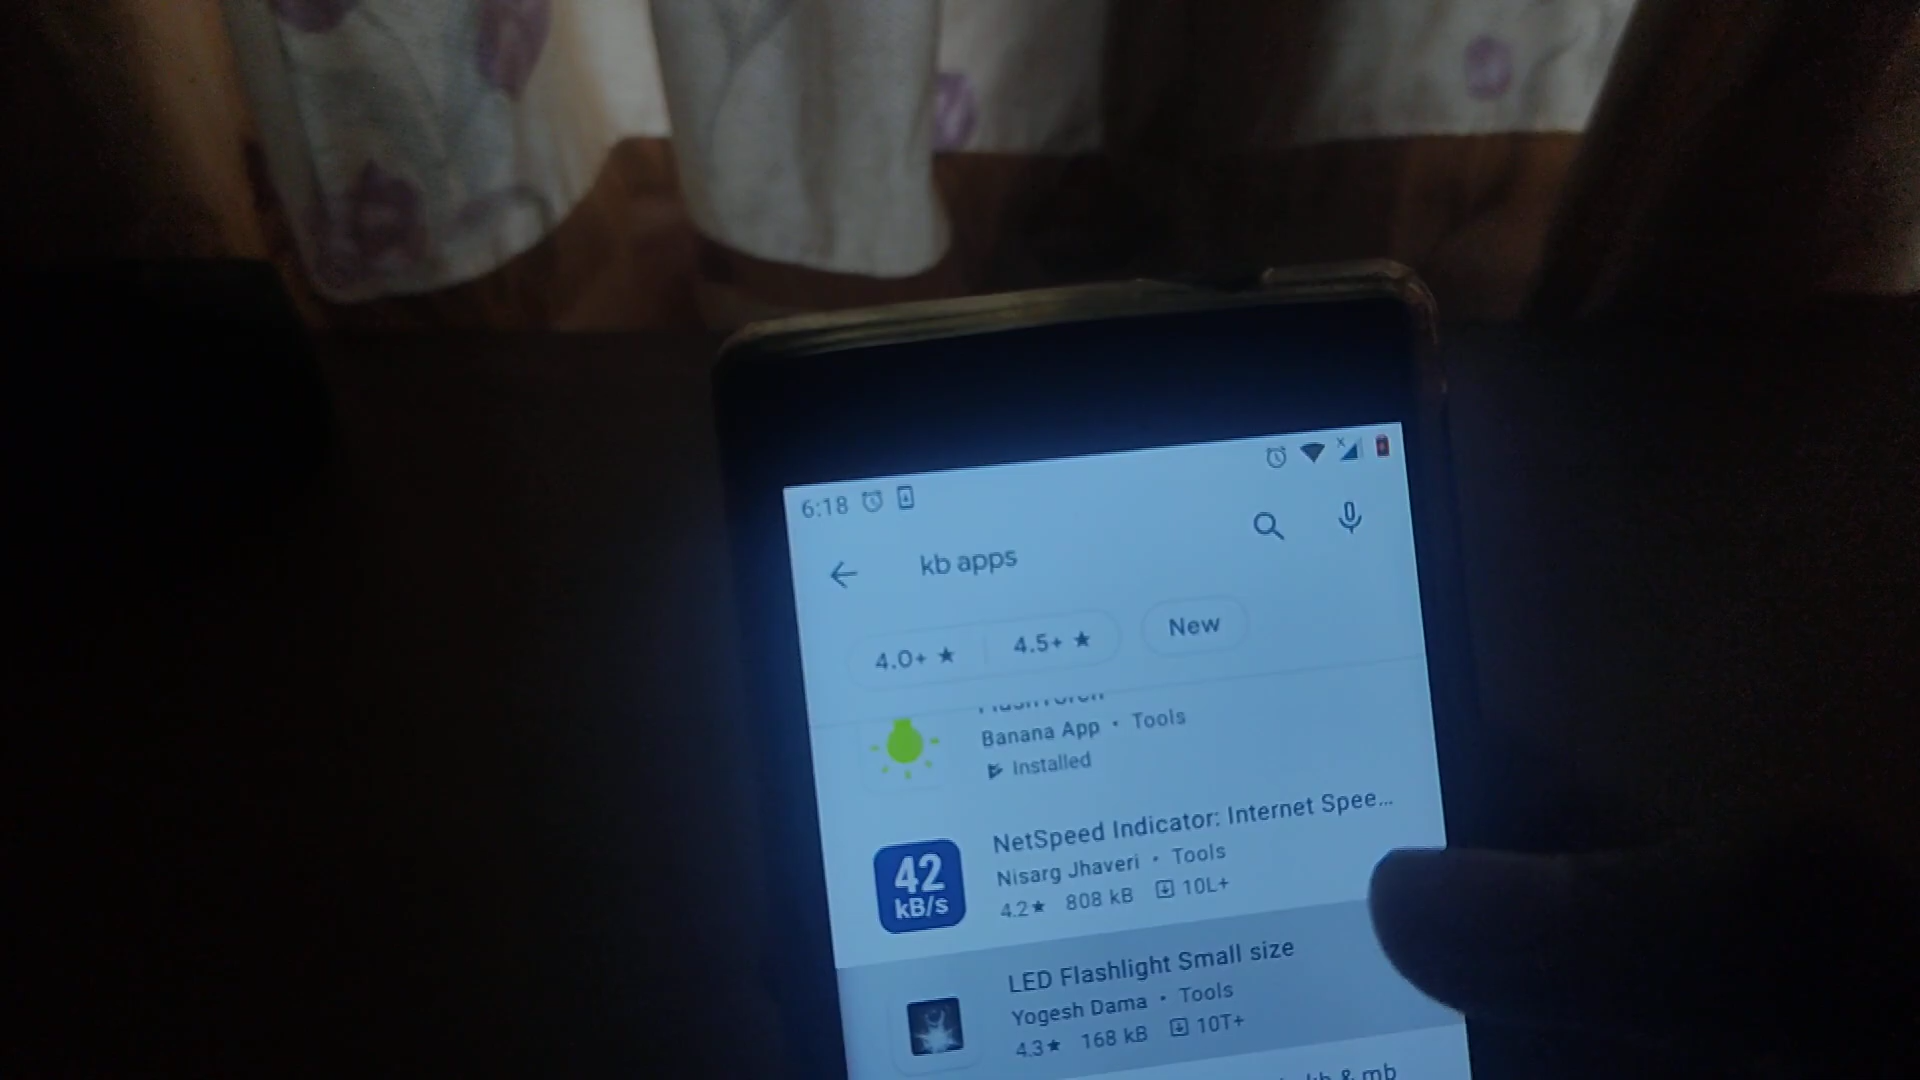 6:18
kb apps
4.0+ ★ 4.5+ ★ New
Banana App • Tools
Installed
NetSpeed Indicator: Internet Spee...
42
kB/s
Nisarg Jhaveri • Tools
4.2★ 808 kB 10L+
LED Flashlight Small size
Yogesh Dama • Tools
4.3★ 168 kB 10T+
kb & mb